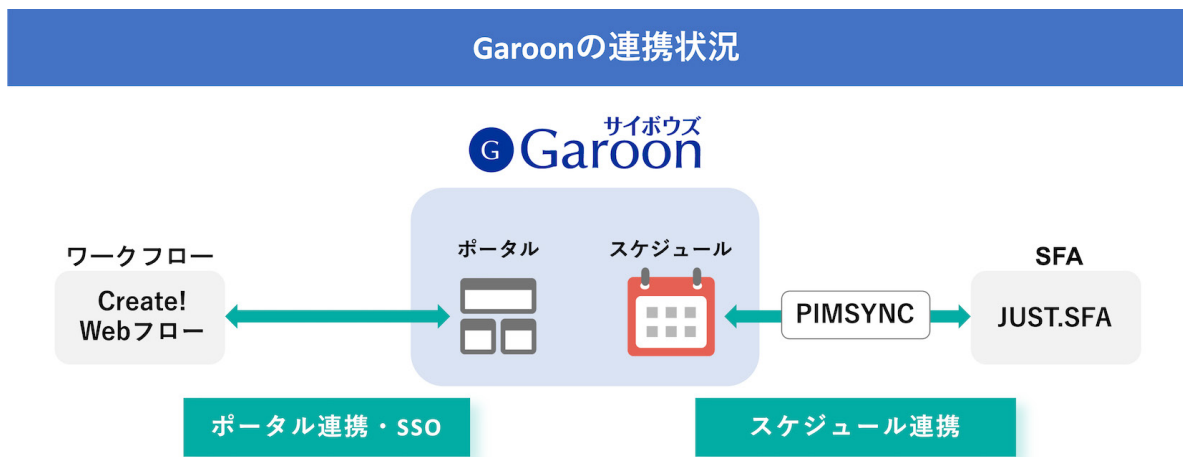 Garoonの連携状況
サイボウズ
G Garoon
ポータル
スケジュール
ワークフロー
Create!
Webフロー
PIMSYNC
SFA
JUST.SFA
ポータル連携・SSO
スケジュール連携